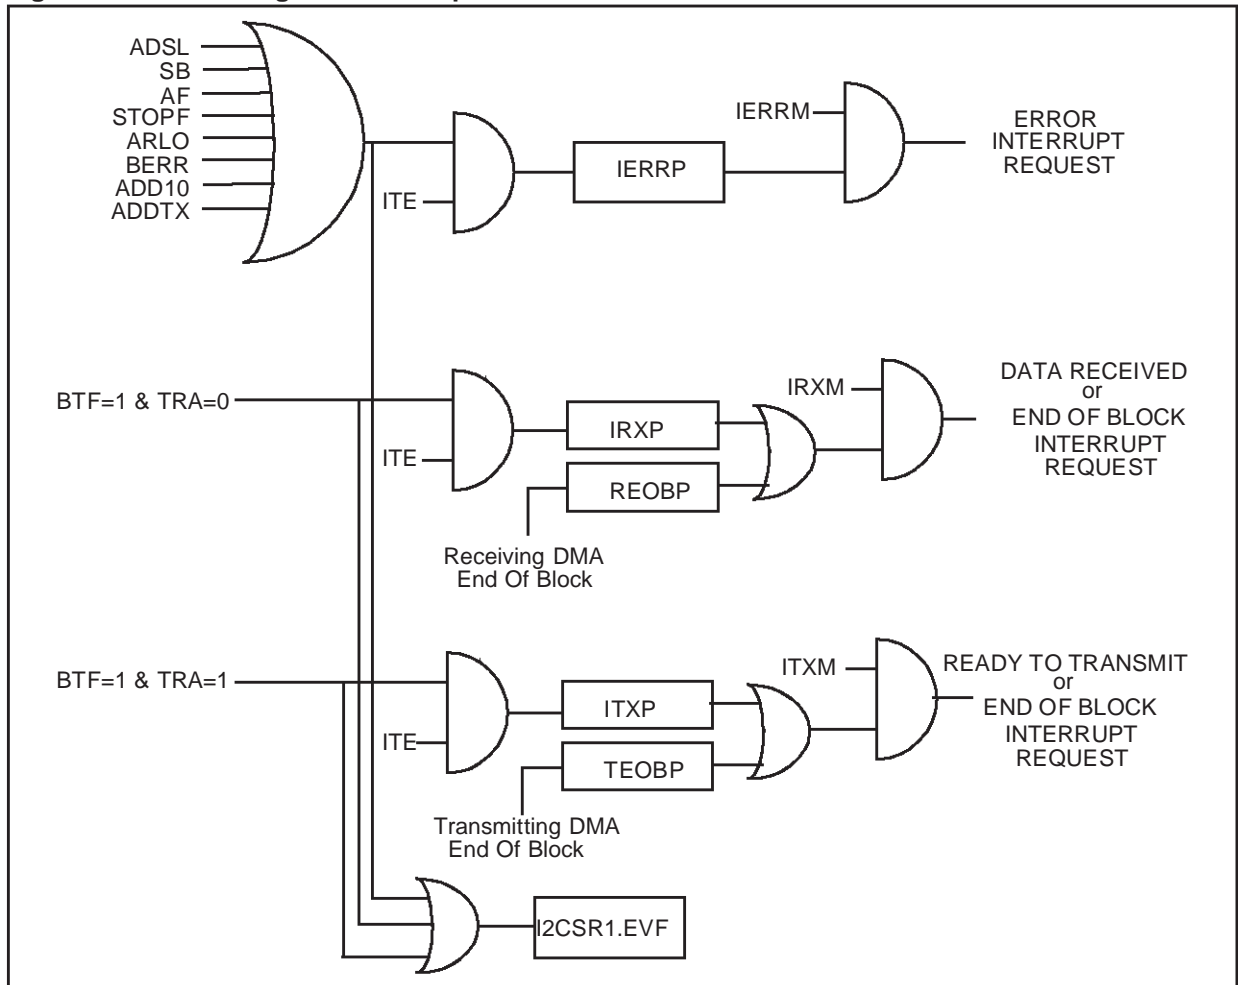 ADSL
SB
AF
STOPF
ARLO
BERR
ADD10
ADDTX
ITE
IERRP
IERRM
ERROR
INTERRUPT
REQUEST
BTF=1 & TRA=0
ITE
IRXP
REOBP
Receiving DMA
End Of Block
IRXM
DATA RECEIVED
or
END OF BLOCK
INTERRUPT
REQUEST
BTF=1 & TRA=1
ITE
ITXP
TEOBP
Transmitting DMA
End Of Block
ITXM
READY TO TRANSMIT
or
END OF BLOCK
INTERRUPT
REQUEST
I2CSR1.EVF